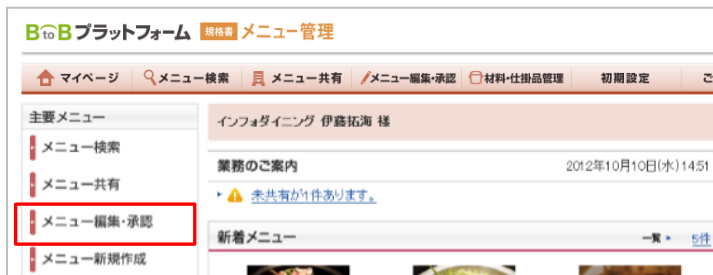 BtoBプラットフォーム 規格書 メニュー管理
マイページ メニュー検索 メニュー共有 メニュー編集・承認 材料・仕掛品管理 初期設定 ご
主要メニュー
メニュー検索
メニュー共有
メニュー編集・承認
メニュー新規作成
インフォダイニング 伊藤拓海 様
業務のご案内 2012年10月10日(水)14:51
未共有が1件あります。
新着メニュー 一覧 5件